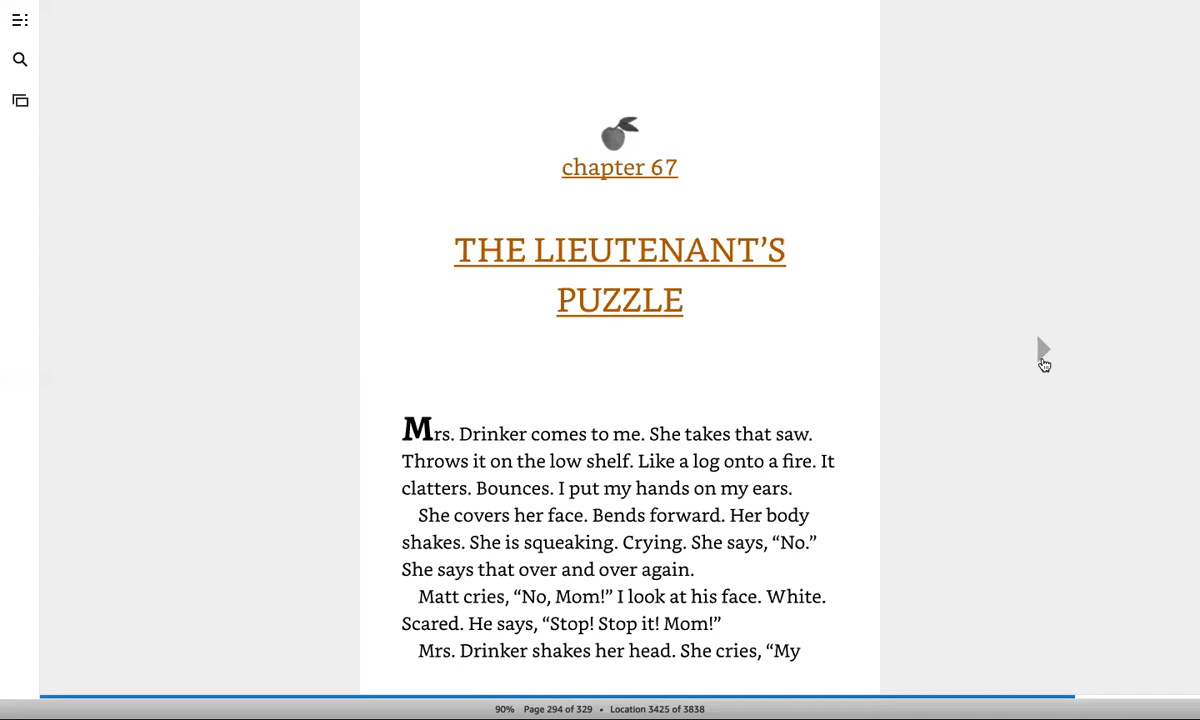 chapter 67
THE LIEUTENANT’S
PUZZLE
Mrs. Drinker comes to me. She takes that saw.
Throws it on the low shelf. Like a log onto a fire. It
clatters. Bounces. I put my hands on my ears.
She covers her face. Bends forward. Her body
shakes. She is squeaking. Crying. She says, “No.”
She says that over and over again.
Matt cries, “No, Mom!” I look at his face. White.
Scared. He says, “Stop! Stop it! Mom!”
Mrs. Drinker shakes her head. She cries, “My
90% Page 294 of 329 • Location 3425 of 3838